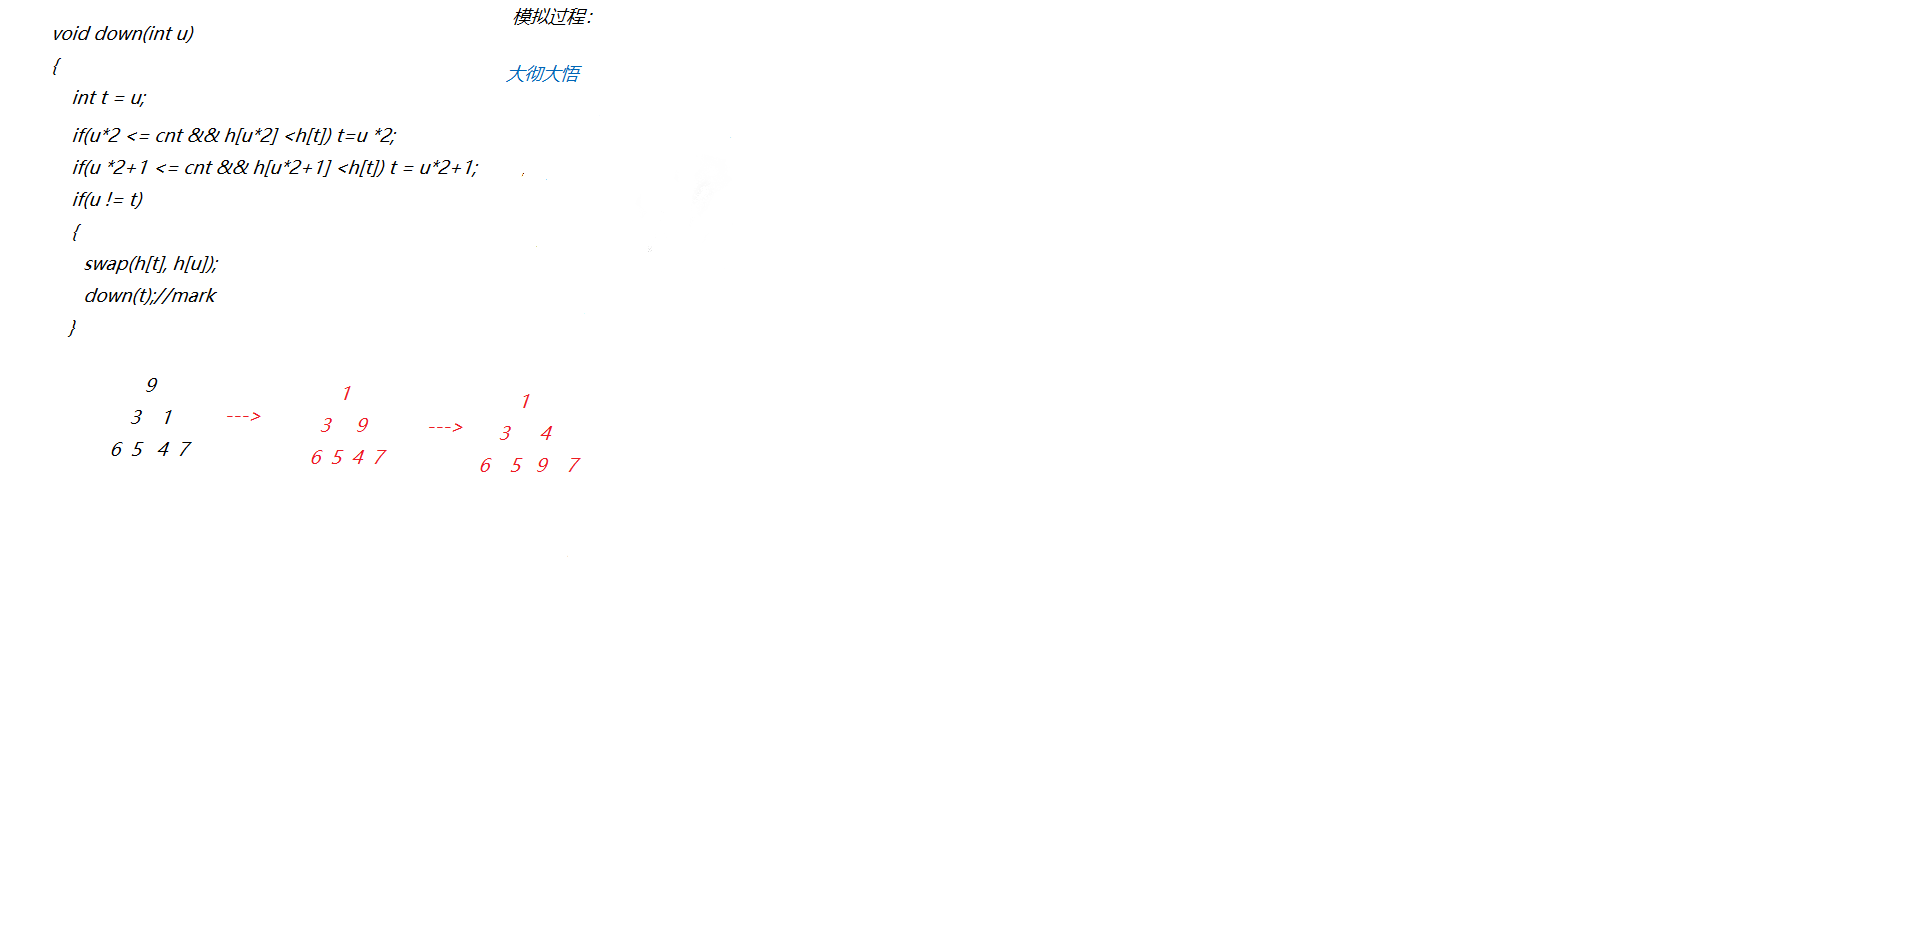 void down(int u)
{
int t = u;
if(u*2 <= cnt && h[u*2] <h[t]) t=u *2;
if(u *2+1 <= cnt && h[u*2+1] <h[t]) t = u*2+1;
if(u != t)
{
swap(h[t], h[u]);
down(t);//mark
}
模拟过程：
大彻大悟
9
3 1
6 5 4 7
--->
1
3 9
6 5 4 7
--->
1
3 4
6 5 9 7